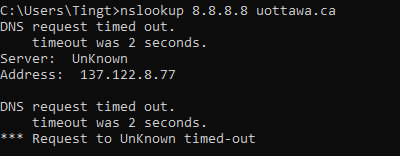 C:\Users\Tingt>nslookup 8.8.8.8 uottawa.ca
DNS request timed out.
    timeout was 2 seconds.
Server:  UnKnown
Address:  137.122.8.77

DNS request timed out.
    timeout was 2 seconds.
*** Request to UnKnown timed-out